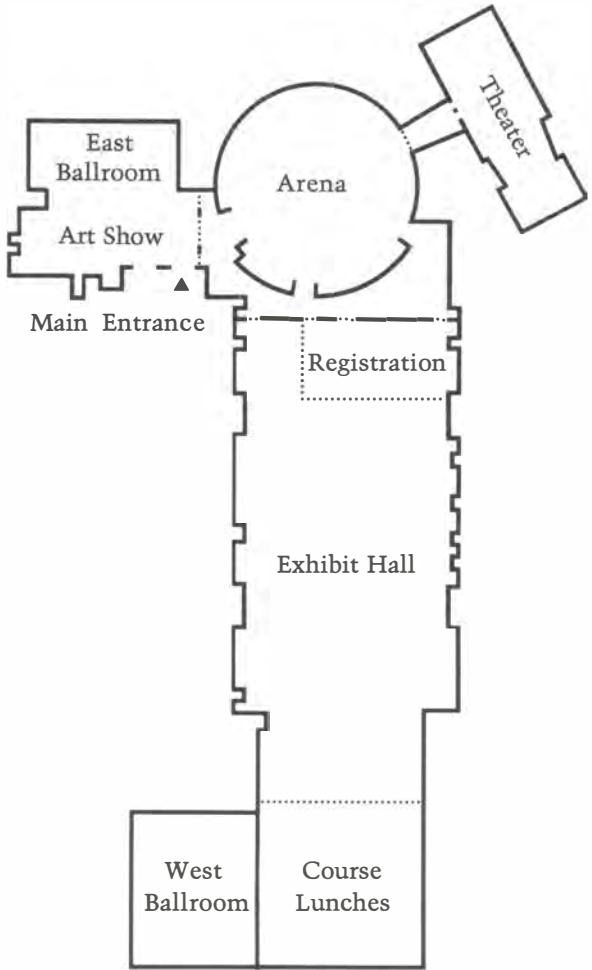 Theater
East
Ballroom
Arena
Art Show
Main Entrance
Registration
Exhibit Hall
West
Ballroom
Course
Lunches